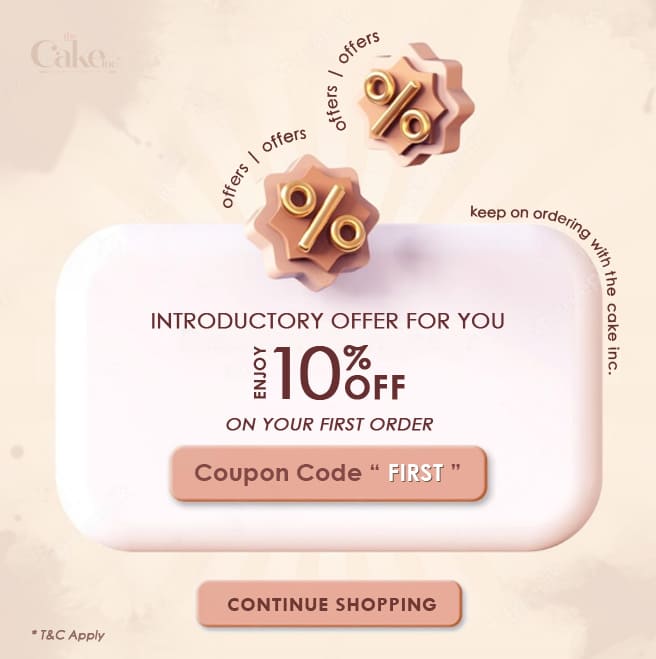 the
Cake inc.
offers / offers
offers / offers
keep on ordering with the cake inc.
INTRODUCTORY OFFER FOR YOU
ENJOY 10% OFF
ON YOUR FIRST ORDER
Coupon Code “ FIRST ”
CONTINUE SHOPPING
* T&C Apply